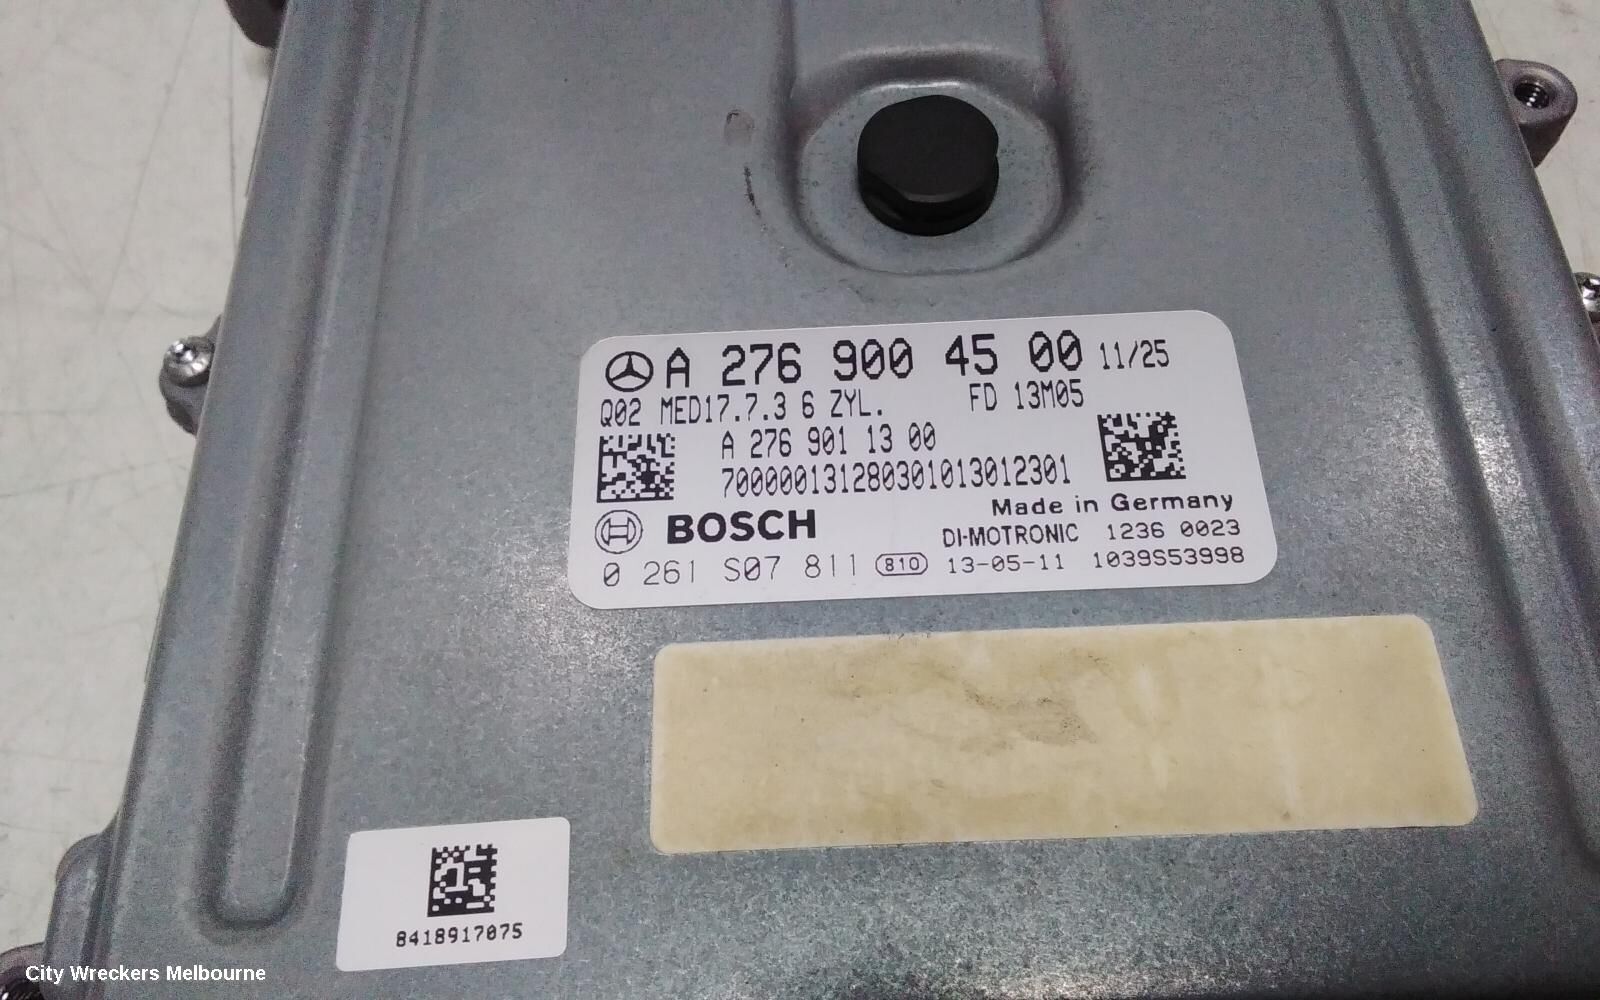 A 276 900 45 00 11/25
Q02 MED17.7.3 6 ZYL. FD 13M05
A 276 901 13 00
700000131280301013012301
Made in Germany
BOSCH DI-MOTRONIC 1236 0023
0 261 S07 811 810 13-05-11 1039S53998
8418917075
City Wreckers Melbourne